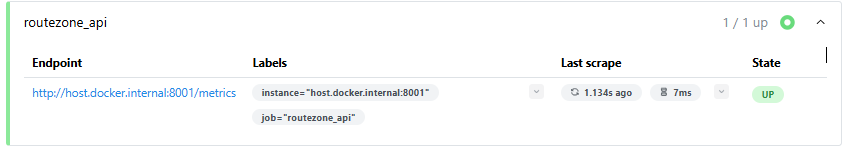 routezone_api 1 / 1 up
Endpoint Labels Last scrape State
http://host.docker.internal:8001/metrics instance="host.docker.internal:8001" 1.134s ago 7ms UP
job="routezone_api"